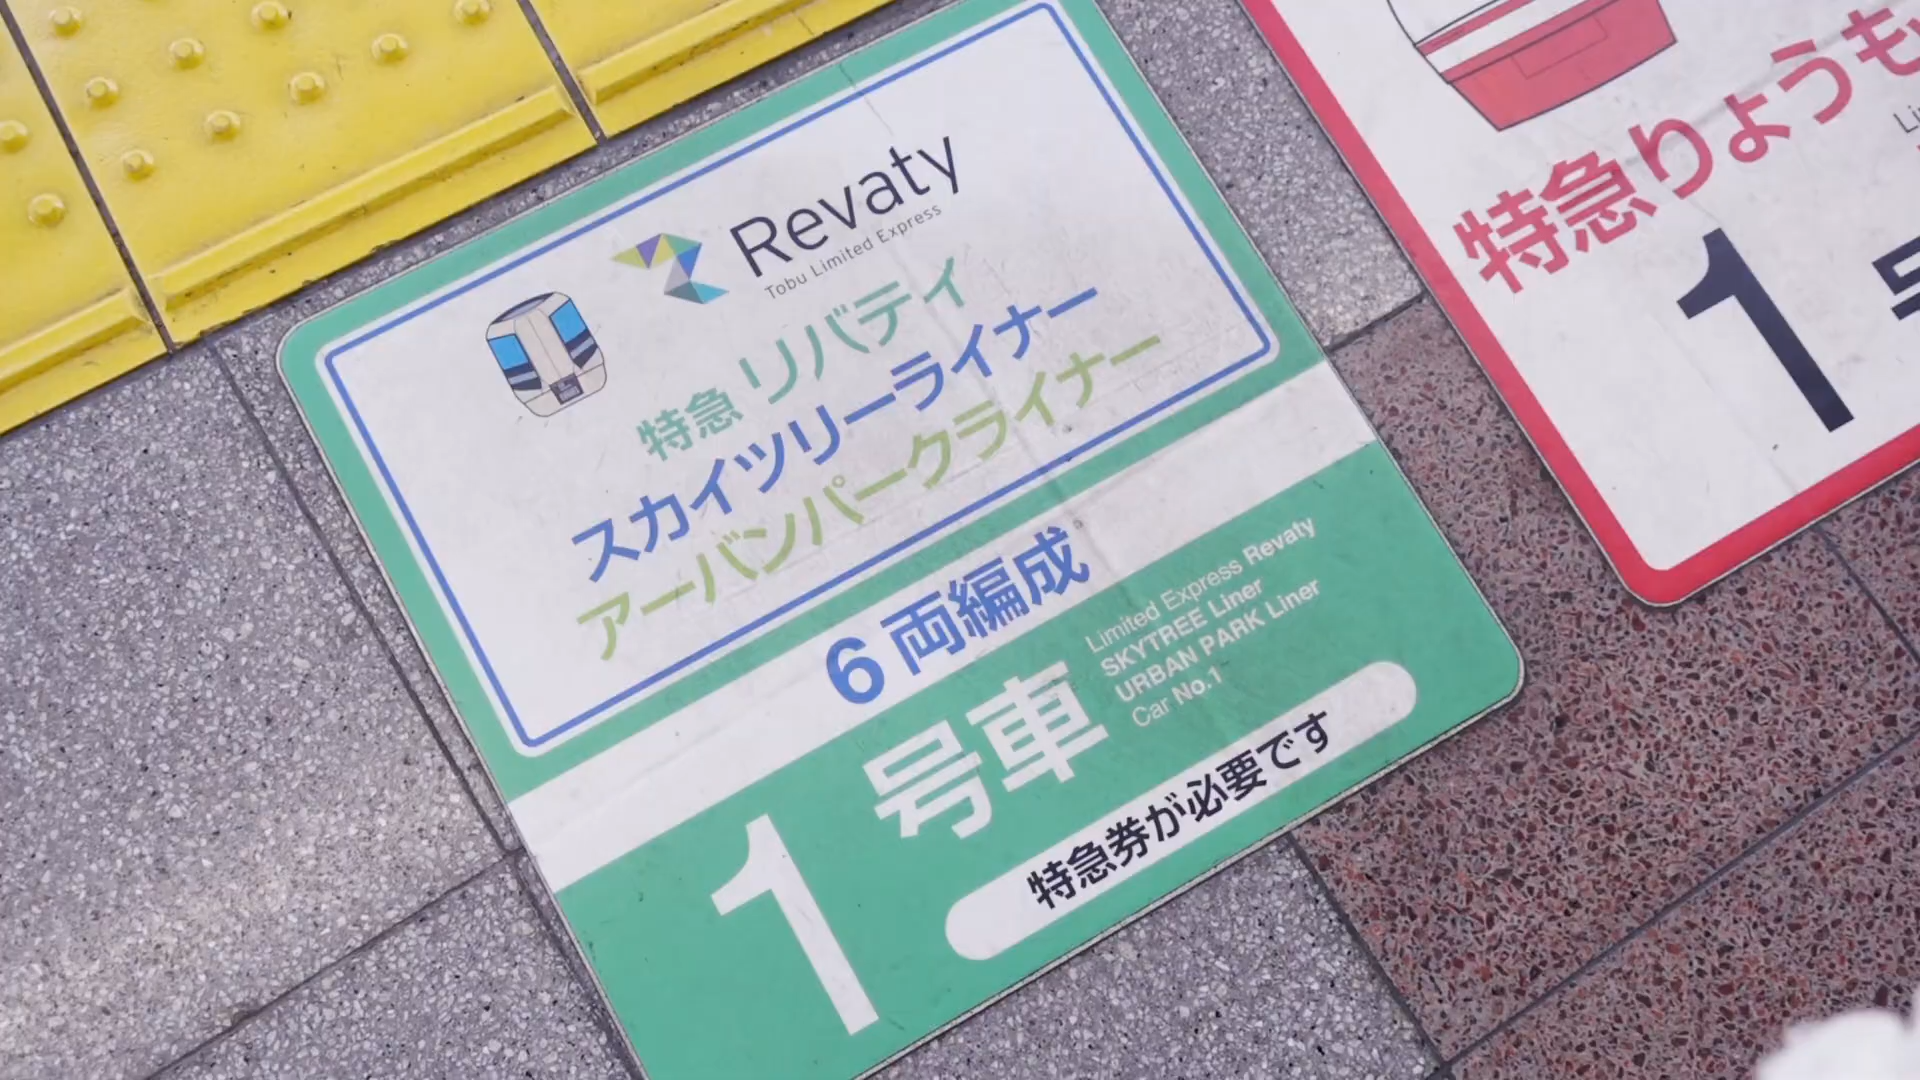 Revaty
Tobu Limited Express
特急 リバティ
スカイツリーライナー
アーバンパークライナー
6両編成
1号車
Limited Express Revaty
SKYTREE Liner
URBAN PARK Liner
Car No.1
特急券が必要です
特急りょうも
1